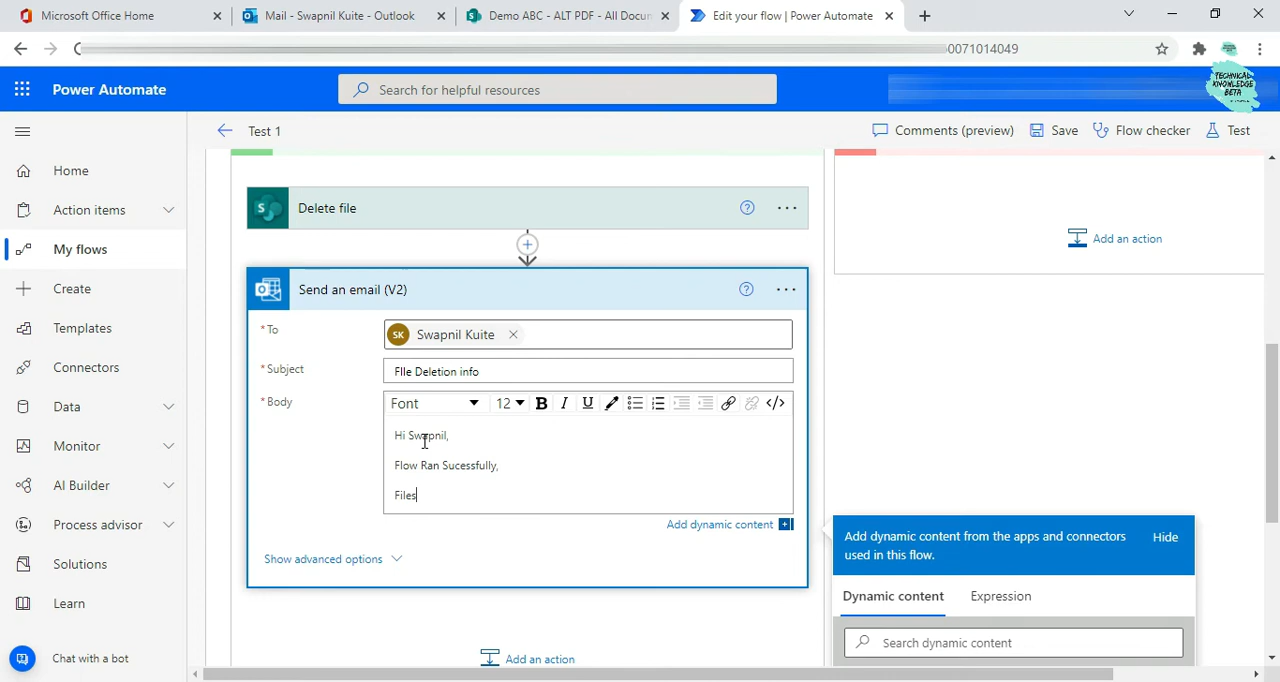 Microsoft Office Home
Mail - Swapnil Kuite - Outlook
Demo ABC - ALT PDF - All Docun
Edit your flow | Power Automate
0071014049
Power Automate
Search for helpful resources
TECHNICAL
KNOWLEDGE
BETA
Test 1
Comments (preview)
Save
Flow checker
Test
Home
Action items
My flows
Create
Templates
Connectors
Data
Monitor
AI Builder
Process advisor
Solutions
Learn
Chat with a bot
Delete file
Add an action
Send an email (V2)
* To
SK
Swapnil Kuite
* Subject
FIle Deletion info
* Body
Font
12
Hi Swapnil,
Flow Ran Sucessfully,
Files
Add dynamic content
Show advanced options
Add an action
Add dynamic content from the apps and connectors
used in this flow.
Hide
Dynamic content
Expression
Search dynamic content